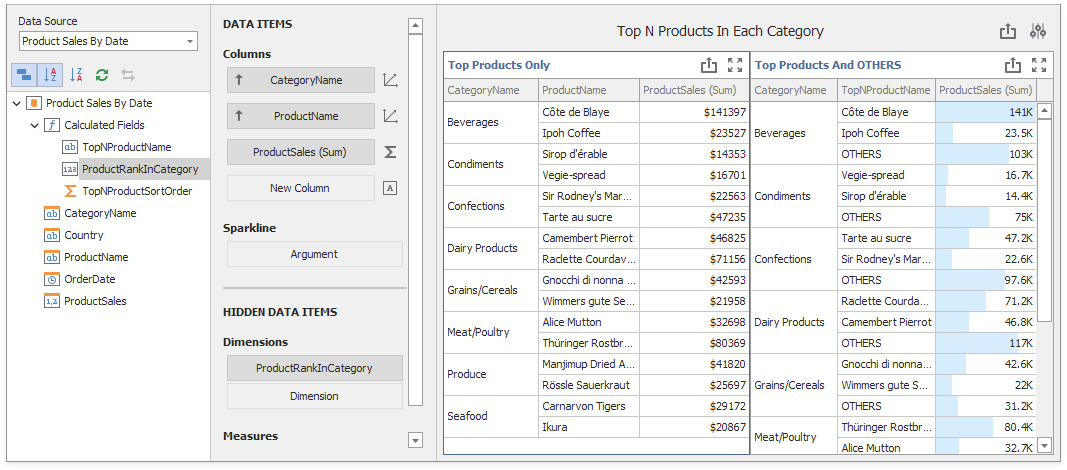 Data Source
Product Sales By Date
Product Sales By Date
Calculated Fields
TopNProductName
ProductRankInCategory
TopNProductSortOrder
CategoryName
Country
ProductName
OrderDate
ProductSales
DATA ITEMS
Columns
CategoryName
ProductName
ProductSales (Sum)
New Column
Sparkline
Argument
HIDDEN DATA ITEMS
Dimensions
ProductRankInCategory
Dimension
Measures
Top N Products In Each Category
Top Products Only
CategoryName ProductName ProductSales (Sum)
Beverages Côte de Blaye $141397
Ipoh Coffee $23527
Condiments Sirop d'érable $14353
Vegie-spread $16701
Confections Sir Rodney's Mar... $22563
Tarte au sucre $47235
Dairy Products Camembert Pierrot $46825
Raclette Courdav... $71156
Grains/Cereals Gnocchi di nonna ... $42593
Wimmers gute Se... $21958
Meat/Poultry Alice Mutton $32698
Thüringer Rostbr... $80369
Produce Manjimup Dried A... $41820
Rössle Sauerkraut $25697
Seafood Carnarvon Tigers $29172
Ikura $20867
Top Products And OTHERS
CategoryName TopNProductName ProductSales (Sum)
Beverages Côte de Blaye 141K
Ipoh Coffee 23.5K
OTHERS 103K
Condiments Vegie-spread 16.7K
Sirop d'érable 14.4K
OTHERS 75K
Confections Tarte au sucre 47.2K
Sir Rodney's Mar... 22.6K
OTHERS 97.6K
Dairy Products Raclette Courda... 71.2K
Camembert Pierrot 46.8K
OTHERS 117K
Grains/Cereals Gnocchi di nonna... 42.6K
Wimmers gute S... 22K
OTHERS 31.2K
Meat/Poultry Thüringer Rostbr... 80.4K
Alice Mutton 32.7K